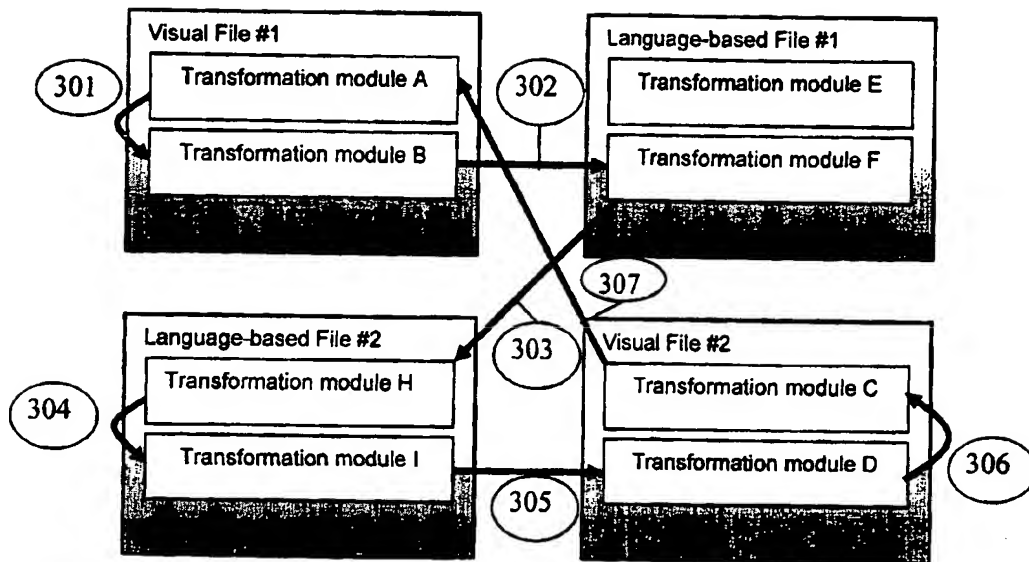 Visual File #1
Transformation module A
Transformation module B
301
302
Language-based File #1
Transformation module E
Transformation module F
307
303
Language-based File #2
Transformation module H
Transformation module I
304
305
Visual File #2
Transformation module C
Transformation module D
306